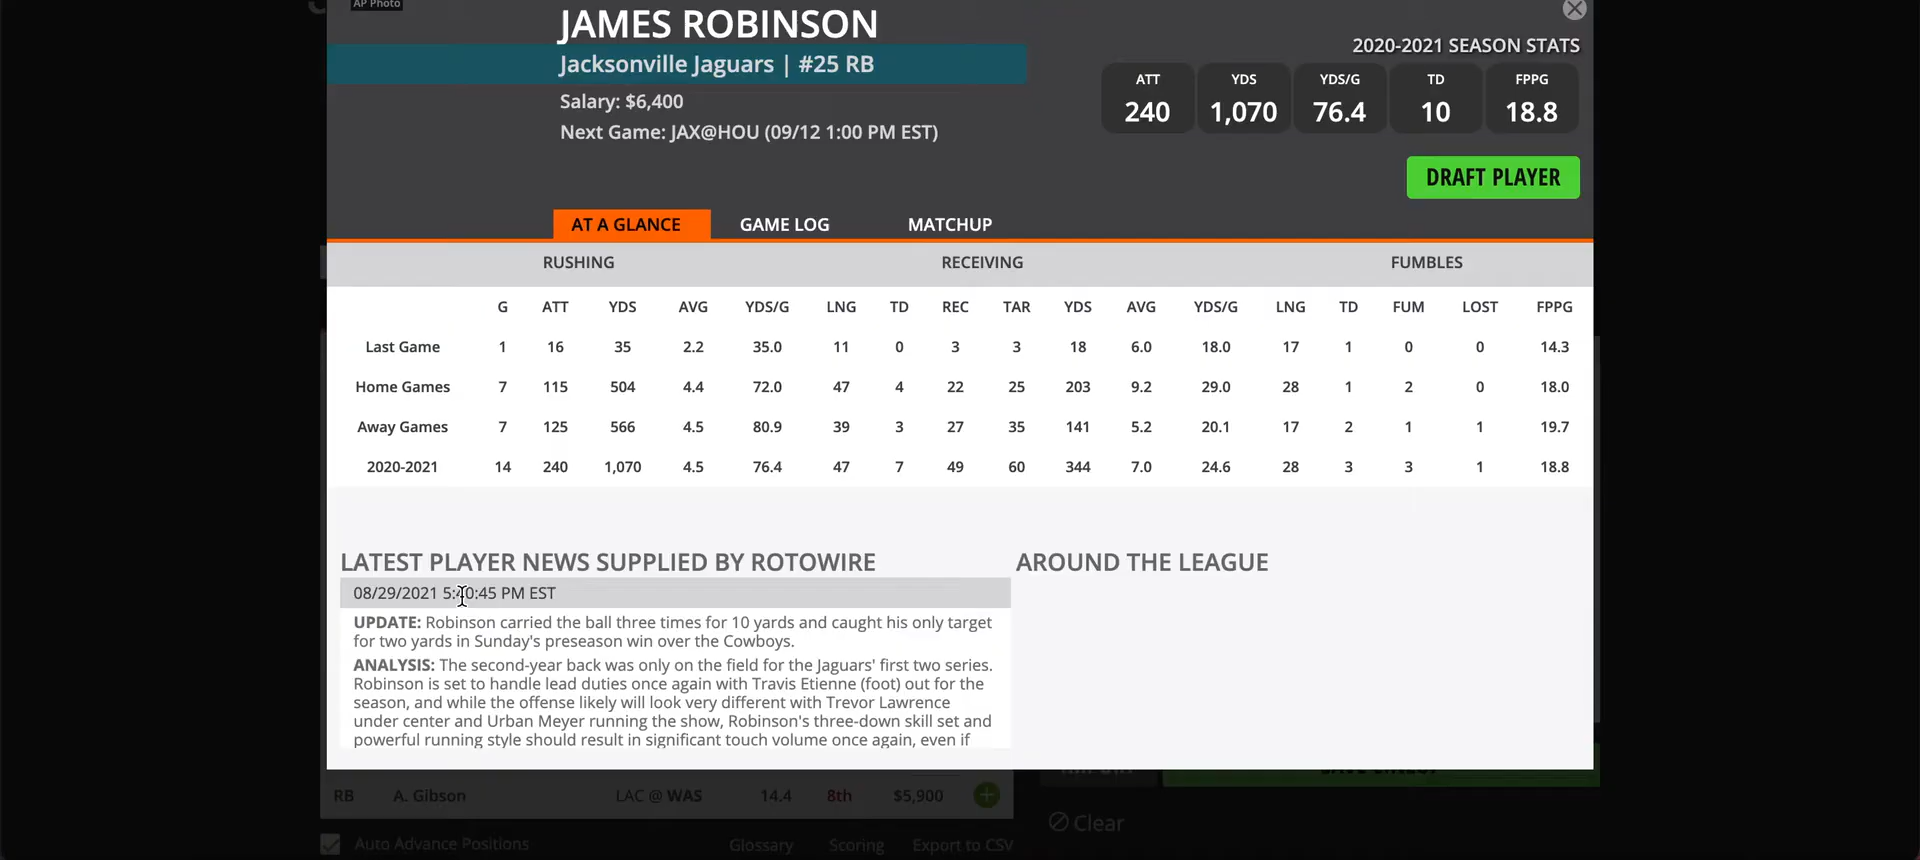 AP Photo
JAMES ROBINSON
Jacksonville Jaguars | #25 RB
Salary: $6,400
Next Game: JAX@HOU (09/12 1:00 PM EST)
2020-2021 SEASON STATS
ATT YDS YDS/G TD FPPG
240 1,070 76.4 10 18.8
DRAFT PLAYER
AT A GLANCE GAME LOG MATCHUP
RUSHING RECEIVING FUMBLES
G ATT YDS AVG YDS/G LNG TD REC TAR YDS AVG YDS/G LNG TD FUM LOST FPPG
Last Game 1 16 35 2.2 35.0 11 0 3 3 18 6.0 18.0 17 1 0 0 14.3
Home Games 7 115 504 4.4 72.0 47 4 22 25 203 9.2 29.0 28 1 2 0 18.0
Away Games 7 125 566 4.5 80.9 39 3 27 35 141 5.2 20.1 17 2 1 1 19.7
2020-2021 14 240 1,070 4.5 76.4 47 7 49 60 344 7.0 24.6 28 3 3 1 18.8
LATEST PLAYER NEWS SUPPLIED BY ROTOWIRE
08/29/2021 PM EST
UPDATE: Robinson carried the ball three times for 10 yards and caught his only target
for two yards in Sunday's preseason win over the Cowboys.
ANALYSIS: The second-year back was only on the field for the Jaguars' first two series.
Robinson is set to handle lead duties once again with Travis Etienne (foot) out for the
season, and while the offense likely will look very different with Trevor Lawrence
under center and Urban Meyer running the show, Robinson's three-down skill set and
powerful running style should result in significant touch volume once again, even if
AROUND THE LEAGUE
RB A. Gibson LAC @ WAS 14.4 8th $5,900
Clear
Auto Advance Positions Glossary Scoring Export to CSV